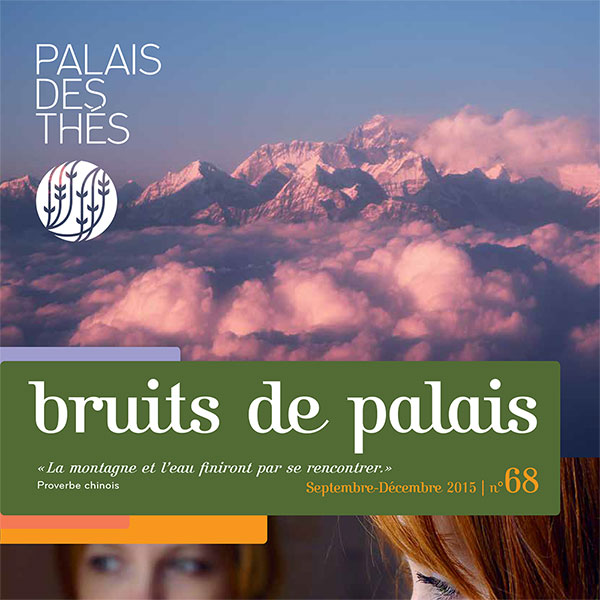 PALAIS
DES
THÉS
bruits de palais
« La montagne et l'eau finiront par se rencontrer. »
Proverbe chinois
Septembre-Décembre 2015 | n° 68